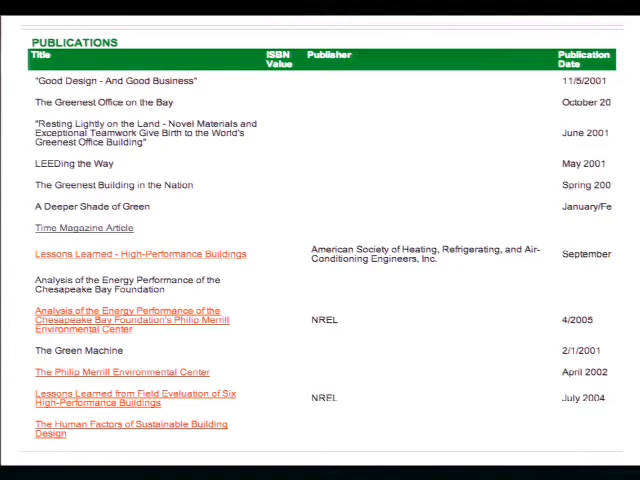 PUBLICATIONS
Title ISBN Value Publisher Publication Date
"Good Design - And Good Business" 11/5/2001
The Greenest Office on the Bay October 20
"Resting Lightly on the Land - Novel Materials and
Exceptional Teamwork Give Birth to the World's June 2001
Greenest Office Building"
LEEDing the Way May 2001
The Greenest Building in the Nation Spring 200
A Deeper Shade of Green January/Fe
Time Magazine Article
Lessons Learned - High-Performance Buildings American Society of Heating, Refrigerating, and Air-Conditioning Engineers, Inc. September
Analysis of the Energy Performance of the
Chesapeake Bay Foundation
Analysis of the Energy Performance of the
Chesapeake Bay Foundation's Philip Merrill NREL 4/2005
Environmental Center
The Green Machine 2/1/2001
The Philip Merrill Environmental Center April 2002
Lessons Learned from Field Evaluation of Six NREL July 2004
High-Performance Buildings
The Human Factors of Sustainable Building
Design